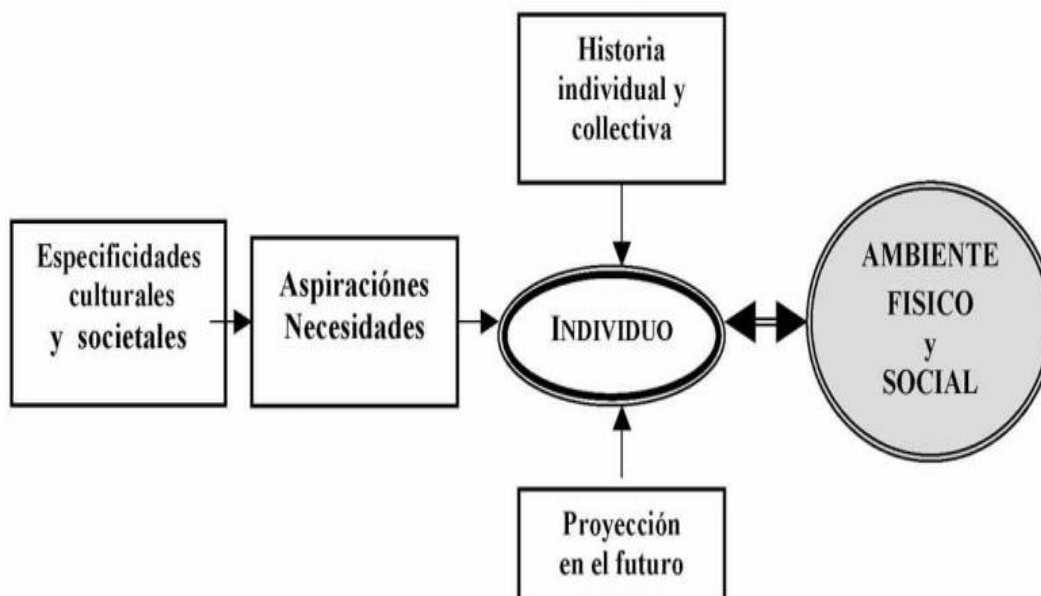 Historia
individual y
collectiva
Especificidades
culturales
y societales
Aspiraciónes
Necesidades
INDIVIDUO
AMBIENTE
FISICO
y
SOCIAL
Proyección
en el futuro